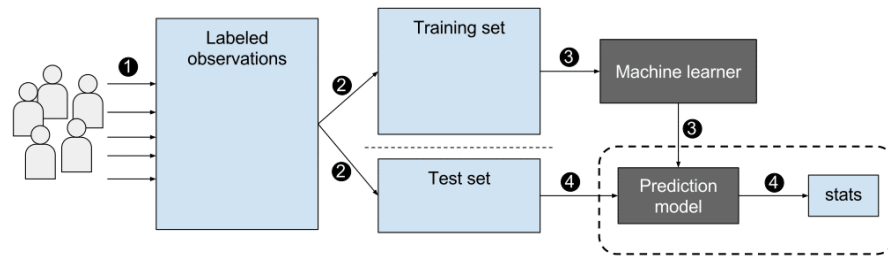 1
Labeled
observations
2
2
Training set
Test set
3
Machine learner
3
4
Prediction
model
4
stats